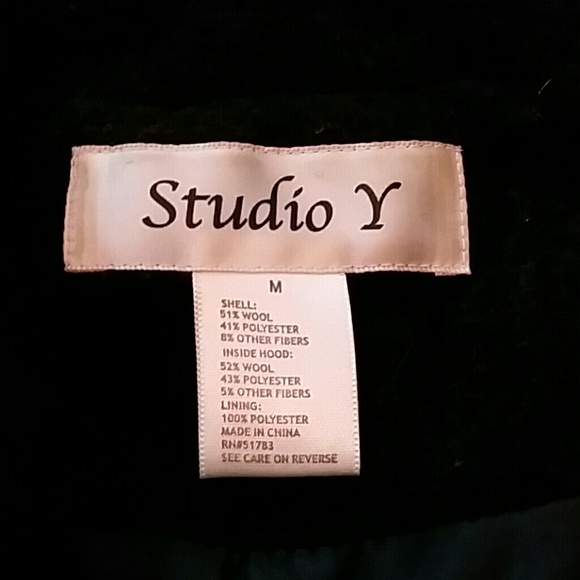 Studio Y
M
SHELL:
51% WOOL
41% POLYESTER
8% OTHER FIBERS
INSIDE HOOD:
52% WOOL
43% POLYESTER
5% OTHER FIBERS
LINING:
100% POLYESTER
MADE IN CHINA
RN#51783
SEE CARE ON REVERSE